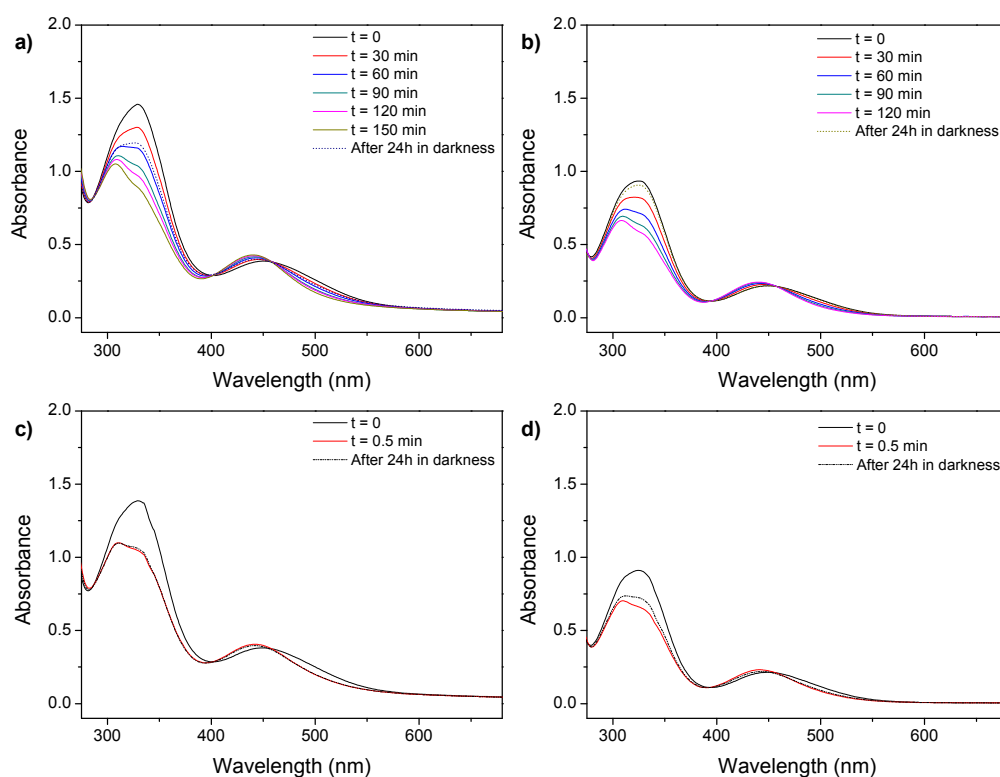 a)
t = 0
t = 30 min
t = 60 min
t = 90 min
t = 120 min
t = 150 min
After 24h in darkness
2.0
1.5
1.0
0.5
0.0
Absorbance
300 400 500 600
Wavelength (nm)
b)
t = 0
t = 30 min
t = 60 min
t = 90 min
t = 120 min
After 24h in darkness
2.0
1.5
1.0
0.5
0.0
Absorbance
300 400 500 600
Wavelength (nm)
c)
t = 0
t = 0.5 min
After 24h in darkness
2.0
1.5
1.0
0.5
0.0
Absorbance
300 400 500 600
Wavelength (nm)
d)
t = 0
t = 0.5 min
After 24h in darkness
2.0
1.5
1.0
0.5
0.0
Absorbance
300 400 500 600
Wavelength (nm)